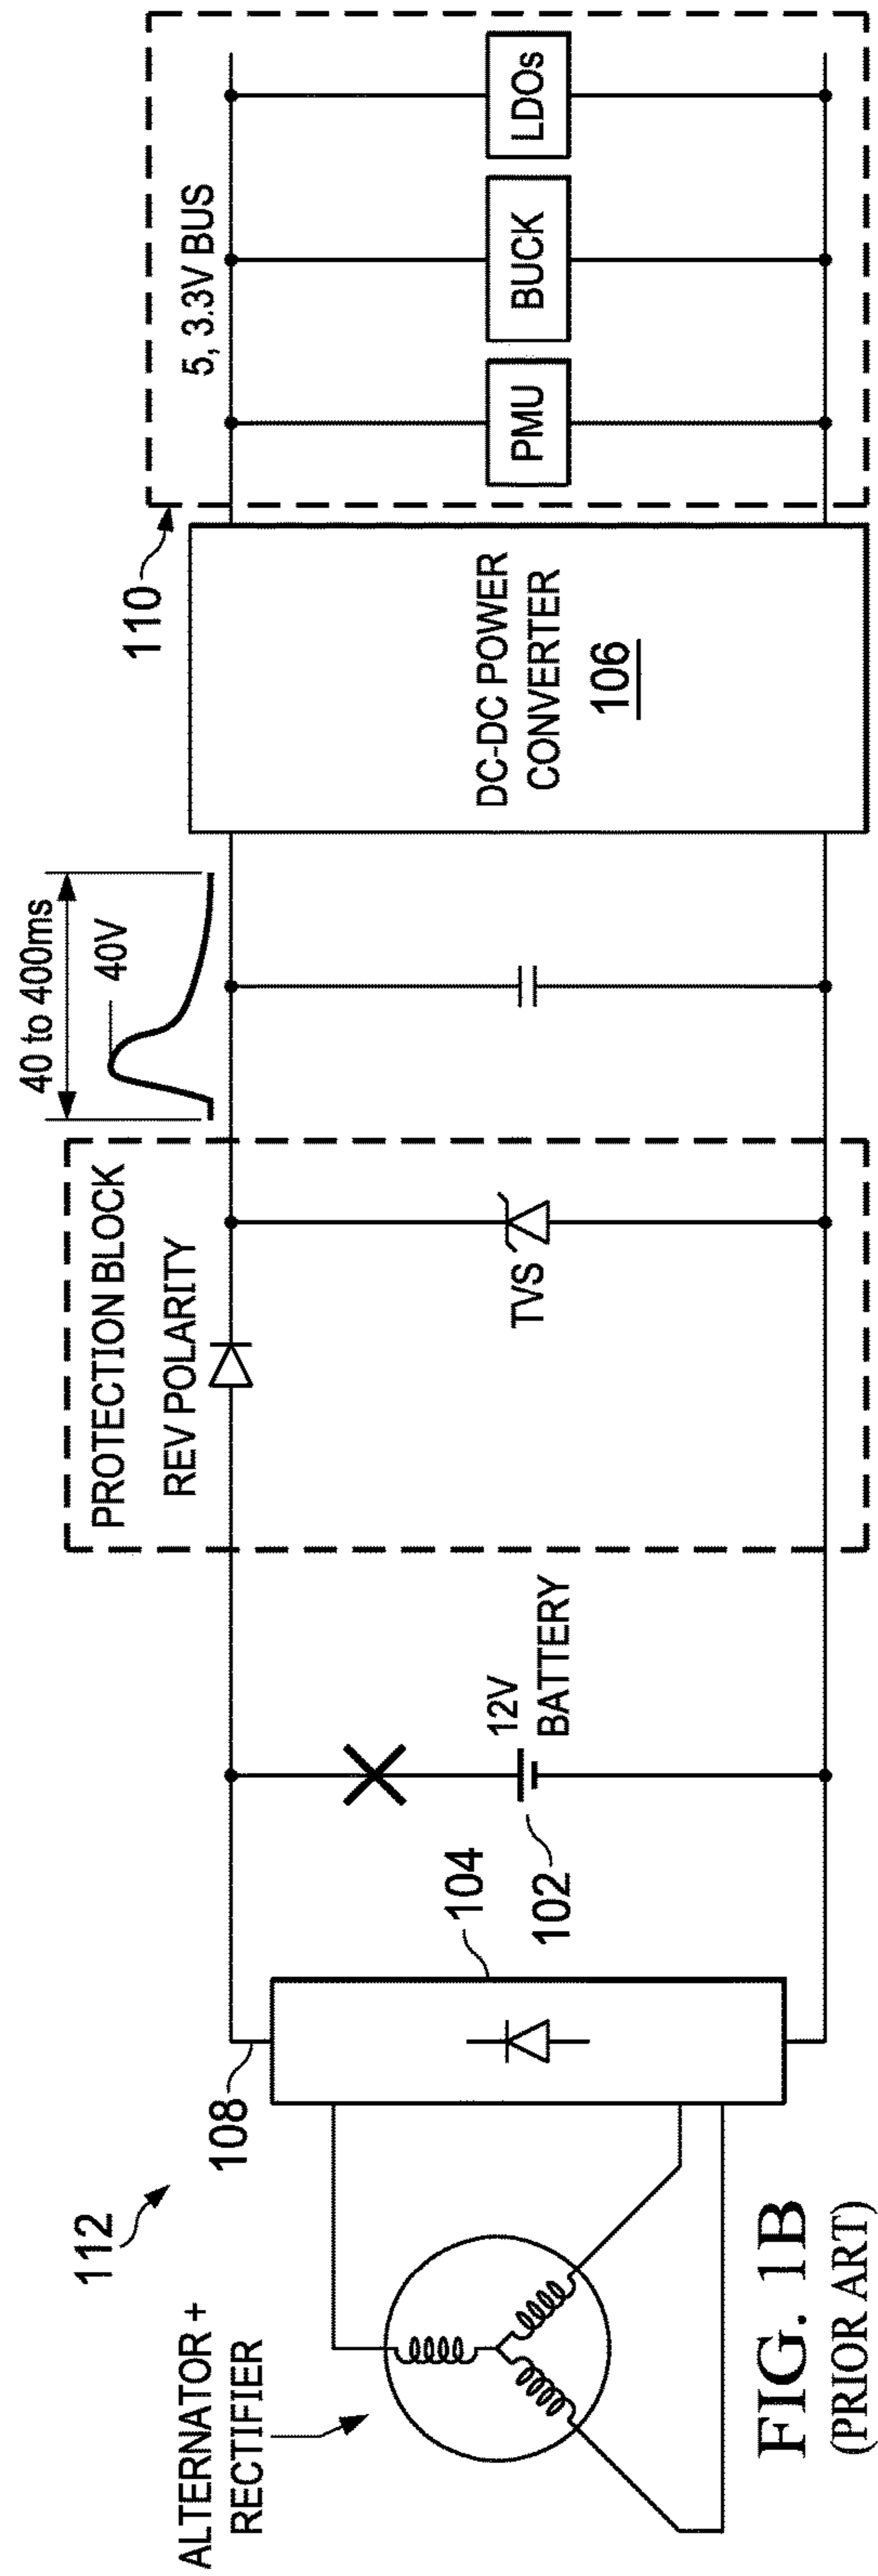 112
ALTERNATOR +
RECTIFIER
108
104
102
12V
BATTERY
PROTECTION BLOCK
REV POLARITY
TVS
40 to 400ms
40V
DC-DC POWER
CONVERTER
106
110
5, 3.3V BUS
PMU
BUCK
LDOs
FIG. 1B
(PRIOR ART)